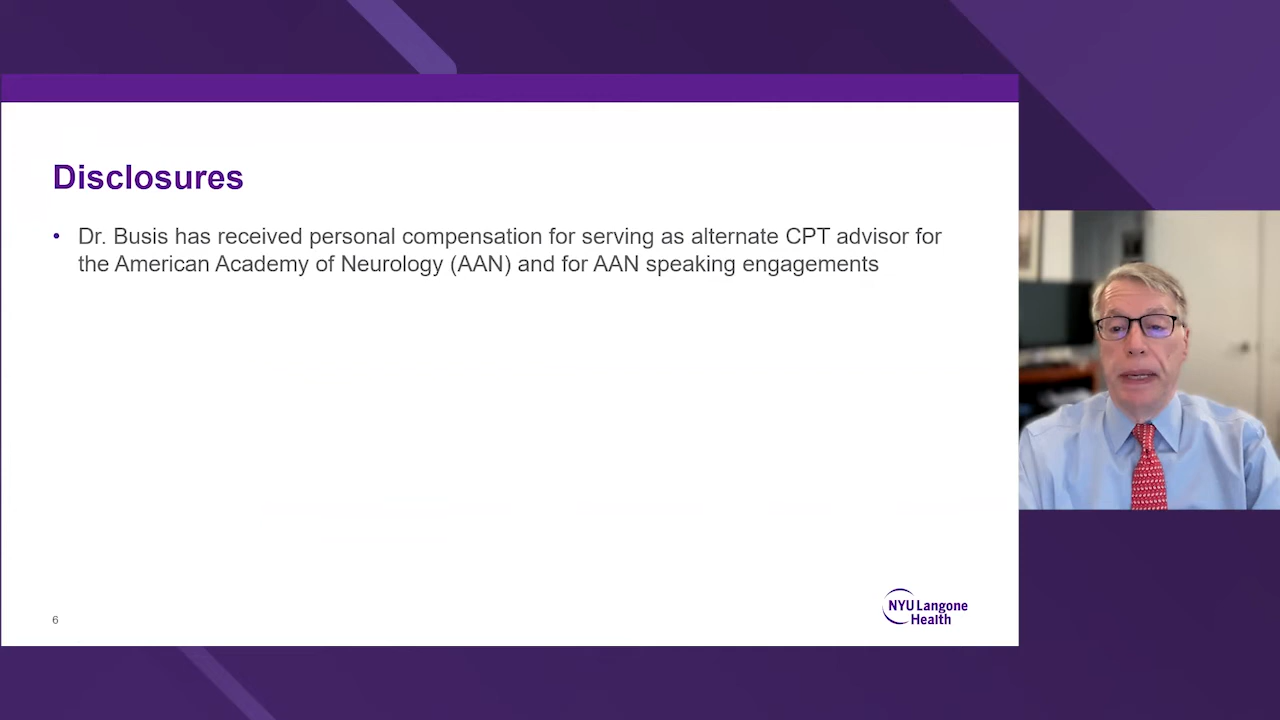 Disclosures
• Dr. Busis has received personal compensation for serving as alternate CPT advisor for
the American Academy of Neurology (AAN) and for AAN speaking engagements
6
NYU Langone
Health